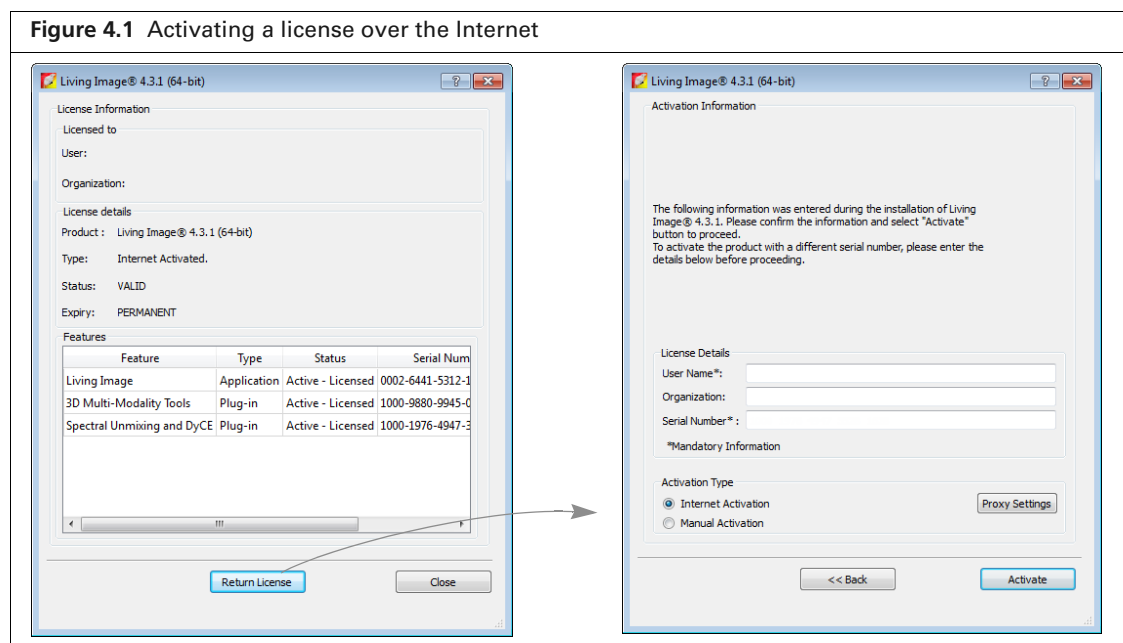 Figure 4.1 Activating a license over the Internet
Living Image® 4.3.1 (64-bit)
License Information
Licensed to
User:
Organization:
License details
Product : Living Image® 4.3.1 (64-bit)
Type: Internet Activated.
Status: VALID
Expiry: PERMANENT
Features
Feature Type Status Serial Num
Living Image Application Active - Licensed 0002-6441-5312-1
3D Multi-Modality Tools Plug-in Active - Licensed 1000-9880-9945-0
Spectral Unmixing and DyCE Plug-in Active - Licensed 1000-1976-4947-3
Return License Close
Living Image® 4.3.1 (64-bit)
Activation Information
The following information was entered during the installation of Living
Image® 4.3.1. Please confirm the information and select "Activate"
button to proceed.
To activate the product with a different serial number, please enter the
details below before proceeding.
License Details
User Name*:
Organization:
Serial Number* :
*Mandatory Information
Activation Type
Internet Activation Proxy Settings
Manual Activation
<< Back Activate